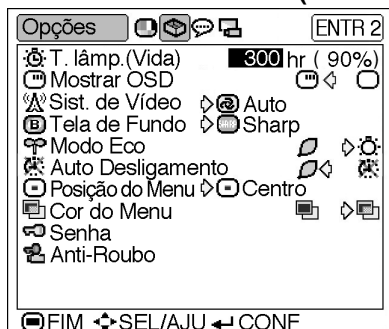 Opções ENTR 2
T. lâmp.(Vida) 300 hr ( 90%)
Mostrar OSD
Sist. de Vídeo Auto
B Tela de Fundo Sharp
Modo Eco
Auto Desligamento
Posição do Menu Centro
Cor do Menu
Senha
Anti-Roubo
FIM SEL/AJU CONF